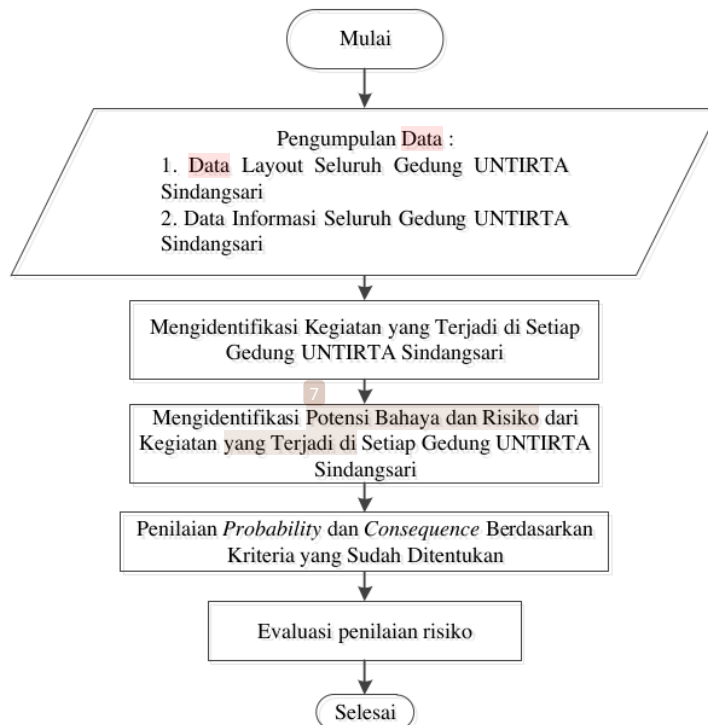 Mulai
Pengumpulan Data :
1. Data Layout Seluruh Gedung UNTIRTA
Sindangsari
2. Data Informasi Seluruh Gedung UNTIRTA
Sindangsari
Mengidentifikasi Kegiatan yang Terjadi di Setiap
Gedung UNTIRTA Sindangsari
7
Mengidentifikasi Potensi Bahaya dan Risiko dari
Kegiatan yang Terjadi di Setiap Gedung UNTIRTA
Sindangsari
Penilaian Probability dan Consequence Berdasarkan
Kriteria yang Sudah Ditentukan
Evaluasi penilaian risiko
Selesai